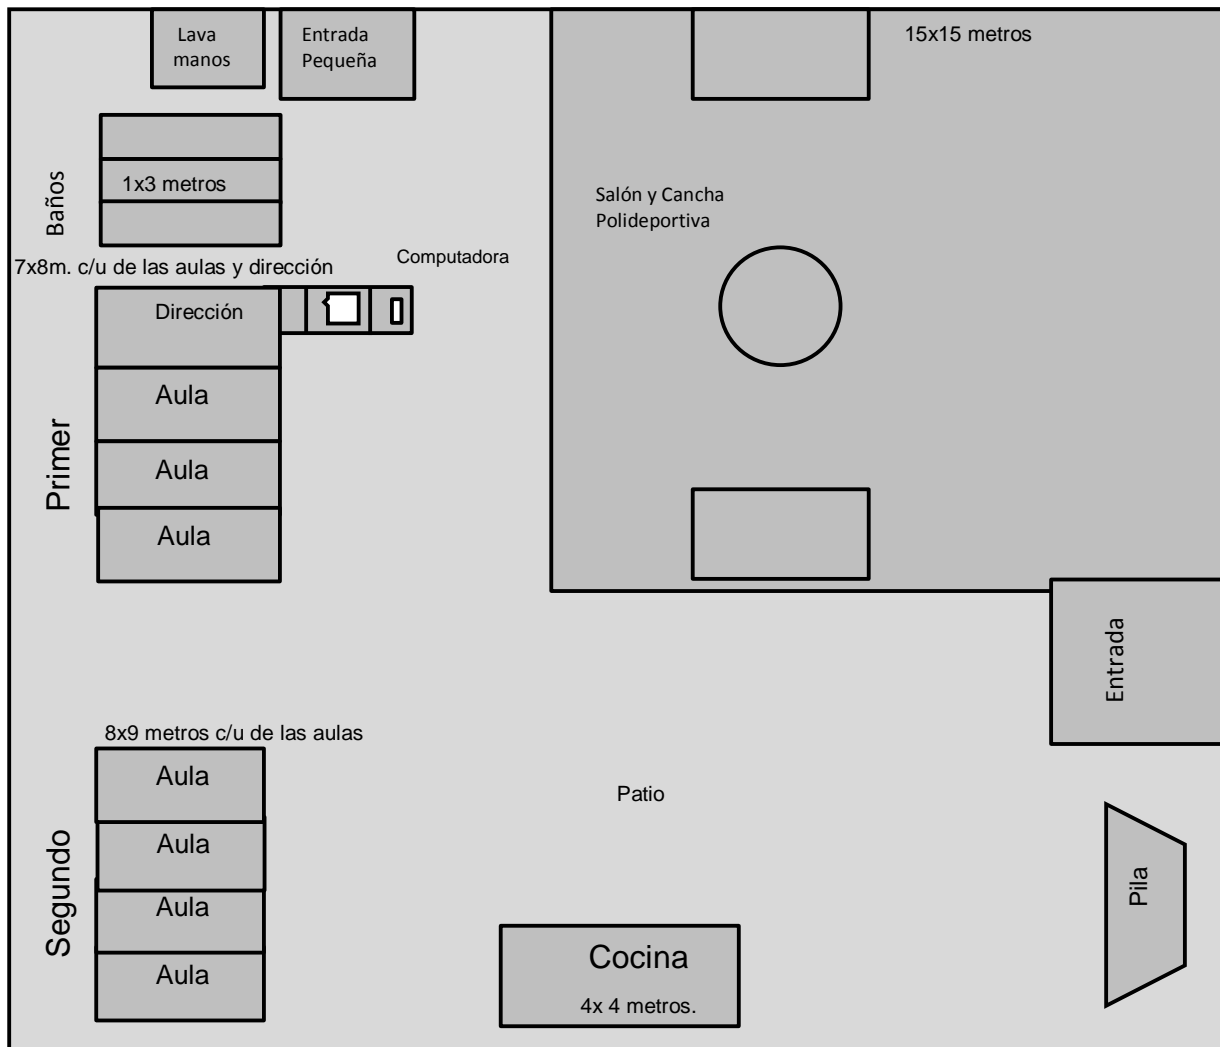 Lava
manos
Entrada
Pequeña
15x15 metros
Baños
1x3 metros
Salón y Cancha
Polideportiva
Computadora
7x8m. c/u de las aulas y dirección
Dirección
Primer
Aula
Aula
Aula
Entrada
8x9 metros c/u de las aulas
Segundo
Aula
Aula
Aula
Aula
Patio
Pila
Cocina
4x 4 metros.